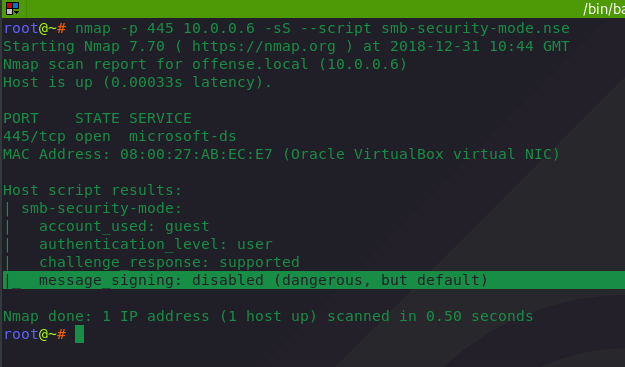 /bin/ba
root@~# nmap -p 445 10.0.0.6 -sS --script smb-security-mode.nse
Starting Nmap 7.70 ( https://nmap.org ) at 2018-12-31 10:44 GMT
Nmap scan report for offense.local (10.0.0.6)
Host is up (0.00033s latency).
PORT    STATE SERVICE
445/tcp open  microsoft-ds
MAC Address: 08:00:27:AB:EC:E7 (Oracle VirtualBox virtual NIC)
Host script results:
| smb-security-mode:
|   account_used: guest
|   authentication_level: user
|   challenge_response: supported
|_  message_signing: disabled (dangerous, but default)
Nmap done: 1 IP address (1 host up) scanned in 0.50 seconds
root@~#